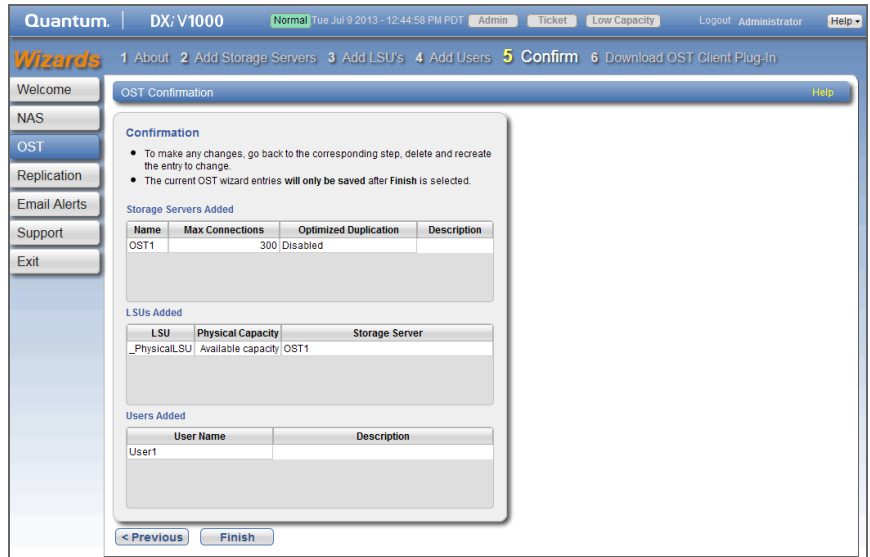 Quantum. DXi V1000 Normal Tue Jul 9 2013 - 12:44:58 PM PDT Admin Ticket Low Capacity Logout Administrator Help
Wizards 1 About 2 Add Storage Servers 3 Add LSU's 4 Add Users 5 Confirm 6 Download OST Client Plug-In
Welcome
NAS
OST
Replication
Email Alerts
Support
Exit
OST Confirmation Help
Confirmation
• To make any changes, go back to the corresponding step, delete and recreate
the entry to change.
• The current OST wizard entries will only be saved after Finish is selected.
Storage Servers Added
Name Max Connections Optimized Duplication Description
OST1 300 Disabled
LSUs Added
LSU Physical Capacity Storage Server
_PhysicalLSU Available capacity OST1
Users Added
User Name Description
User1
< Previous Finish